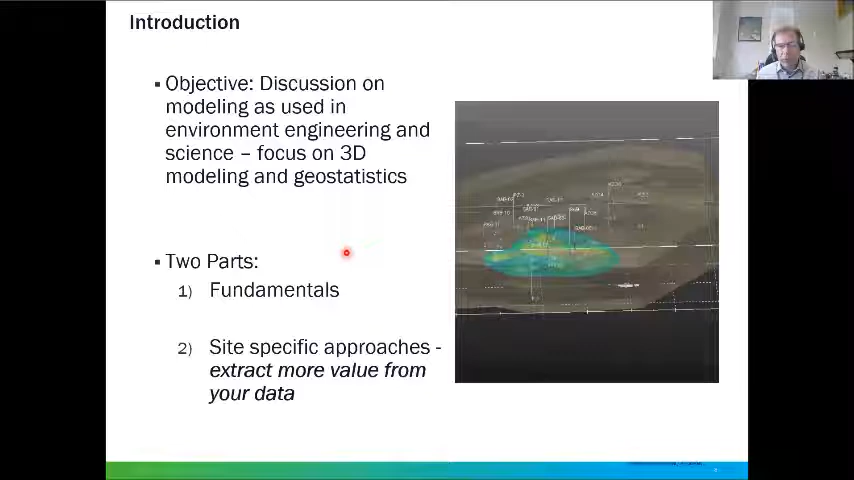 Introduction
▪ Objective: Discussion on
modeling as used in
environment engineering and
science – focus on 3D
modeling and geostatistics
▪ Two Parts:
1) Fundamentals
2) Site specific approaches -
extract more value from
your data